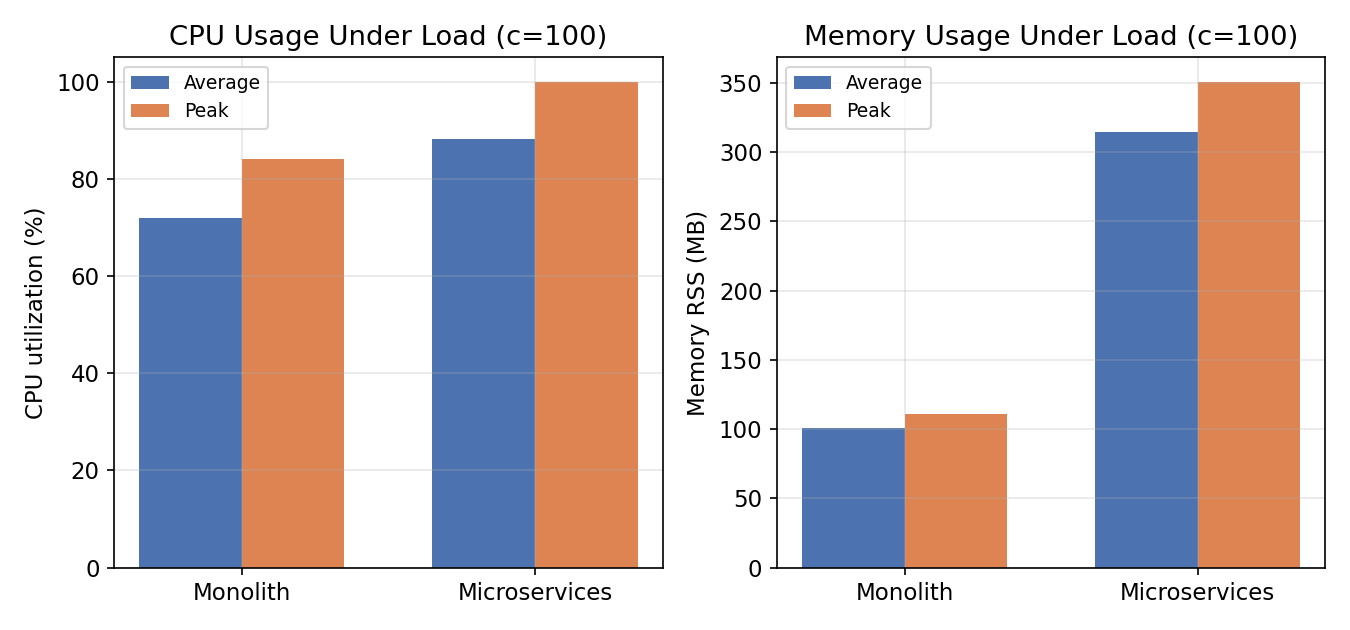 CPU Usage Under Load (c=100)
Average
Peak
100
80
60
40
20
0
CPU utilization (%)
Monolith
Microservices
Memory Usage Under Load (c=100)
Average
Peak
350
300
250
200
150
100
50
0
Memory RSS (MB)
Monolith
Microservices